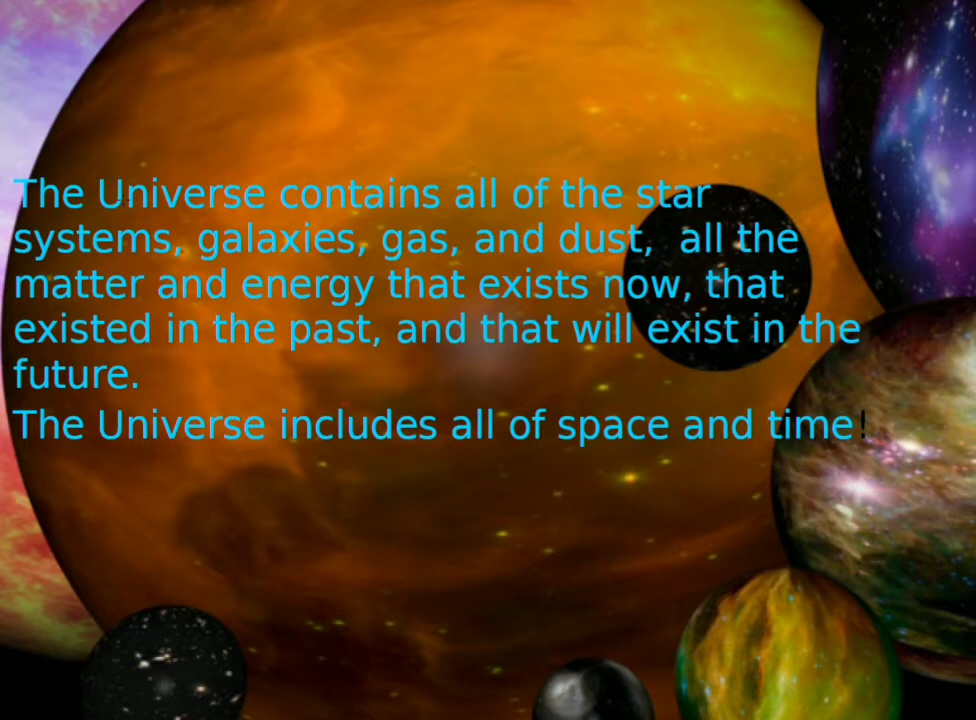 The Universe contains all of the star
systems, galaxies, gas, and dust,  all the
matter and energy that exists now, that
existed in the past, and that will exist in the
future.
The Universe includes all of space and time!